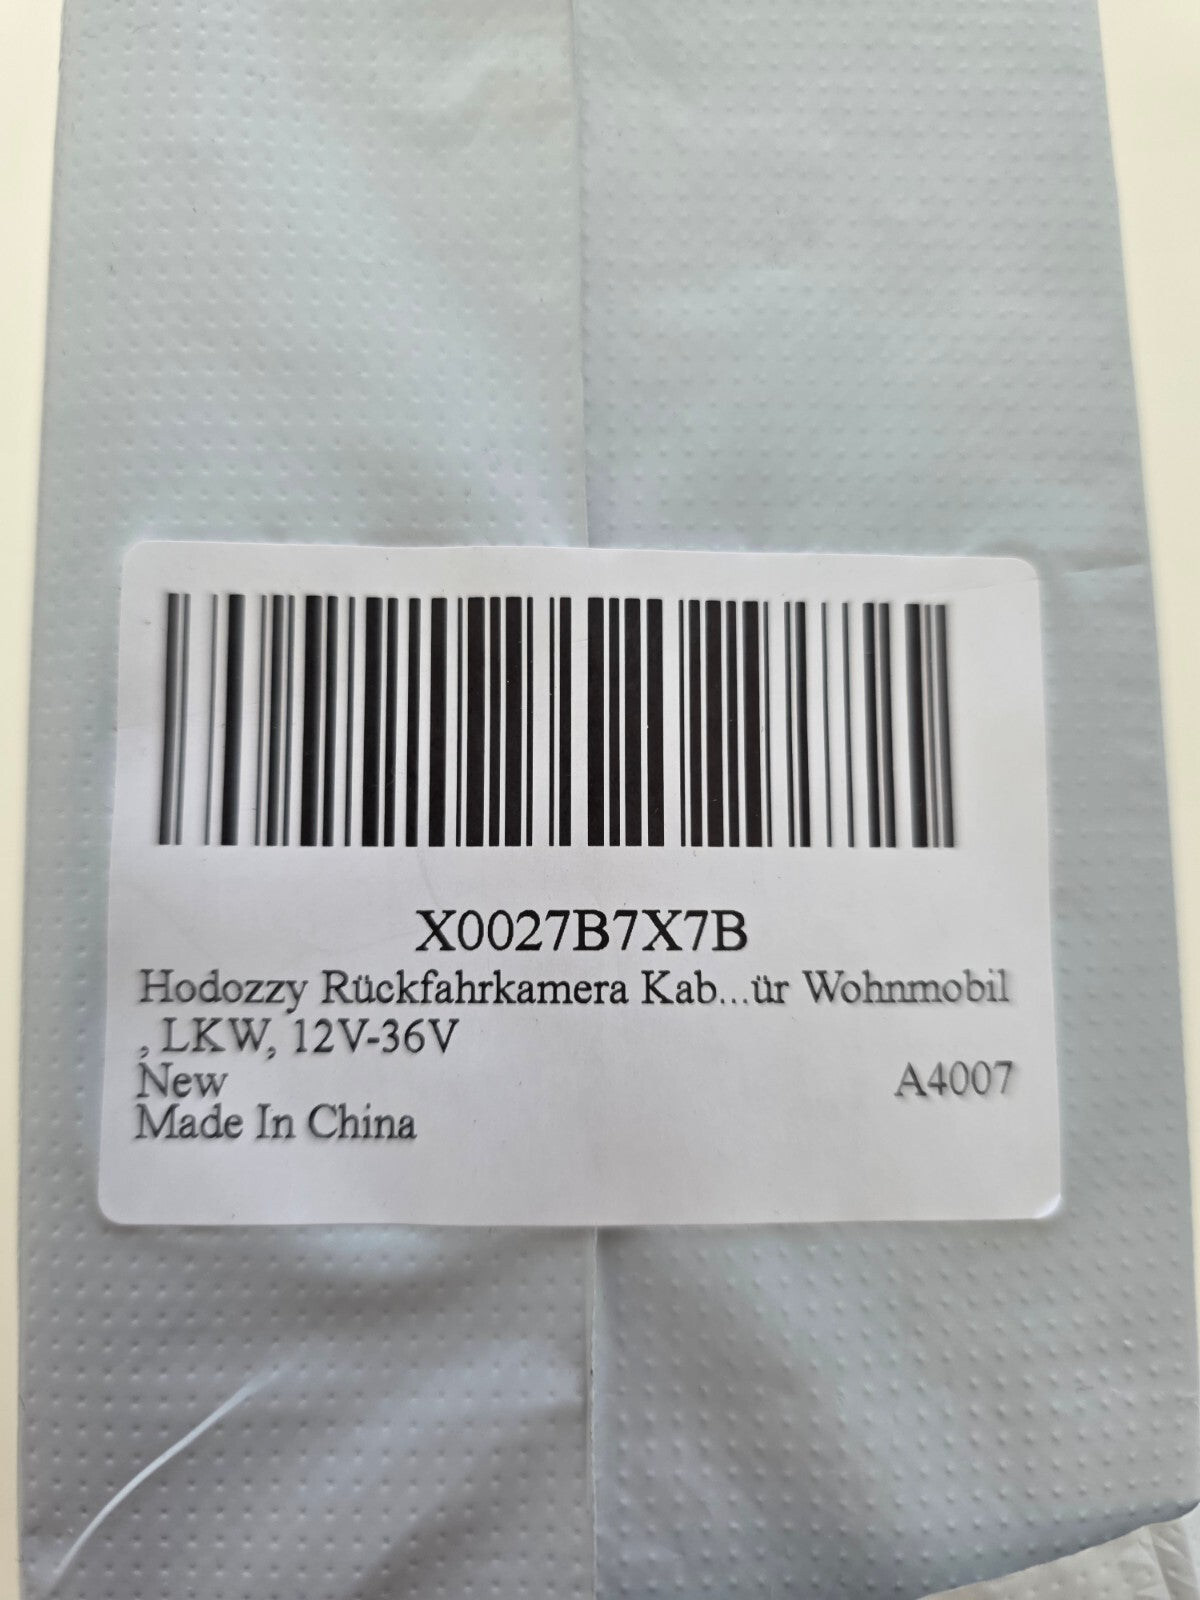 X0027B7X7B
Hodozzy Rückfahrkamera Kab...ür Wohnmobil
, LKW, 12V-36V
New A4007
Made In China